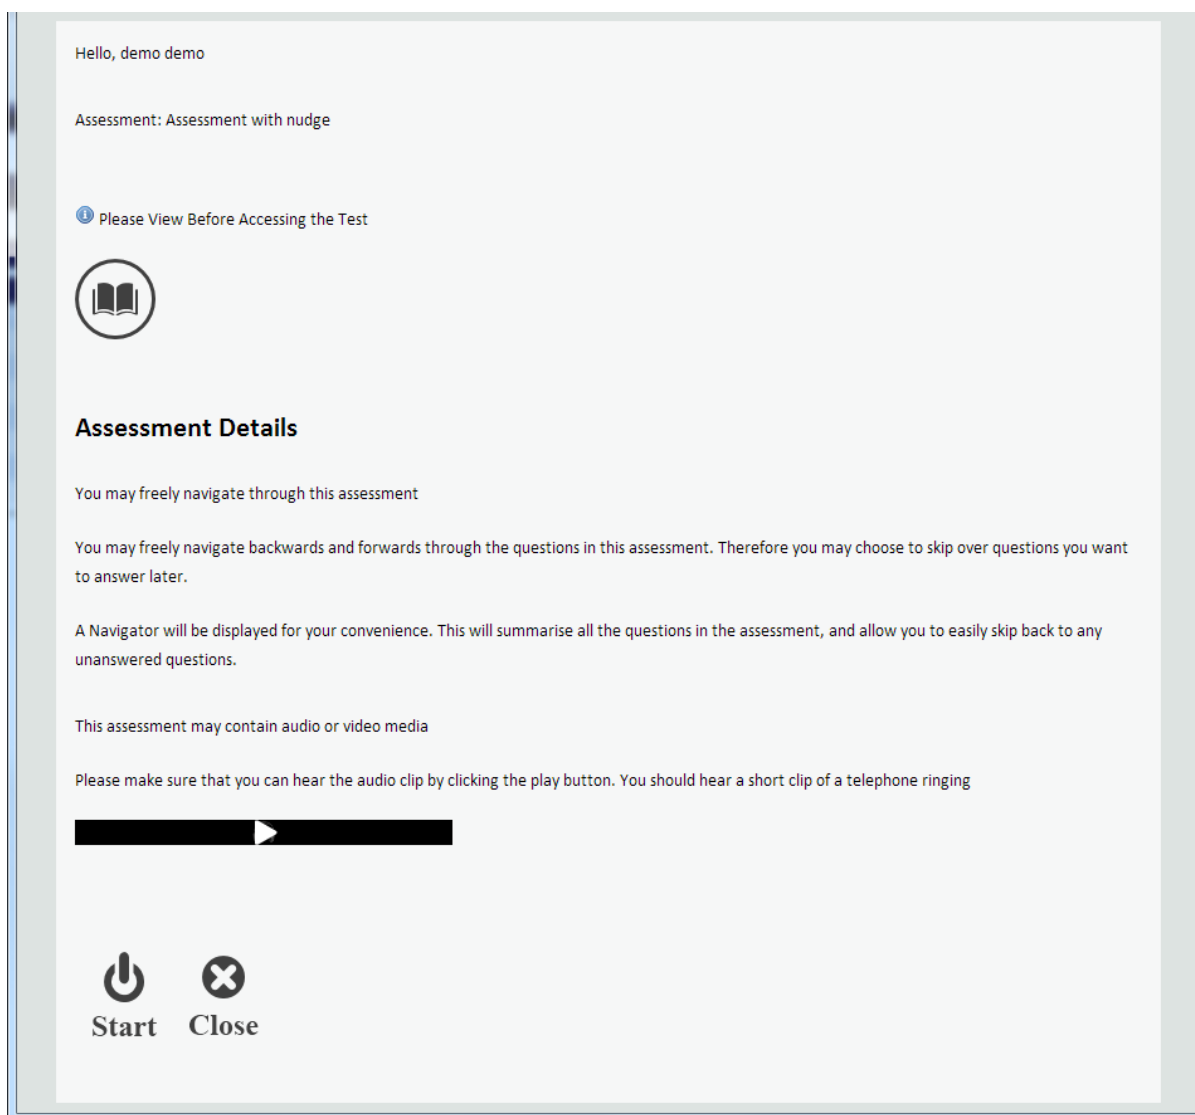 Hello, demo demo
Assessment: Assessment with nudge
Please View Before Accessing the Test
Assessment Details
You may freely navigate through this assessment
You may freely navigate backwards and forwards through the questions in this assessment. Therefore you may choose to skip over questions you want
to answer later.
A Navigator will be displayed for your convenience. This will summarise all the questions in the assessment, and allow you to easily skip back to any
unanswered questions.
This assessment may contain audio or video media
Please make sure that you can hear the audio clip by clicking the play button. You should hear a short clip of a telephone ringing
Start Close